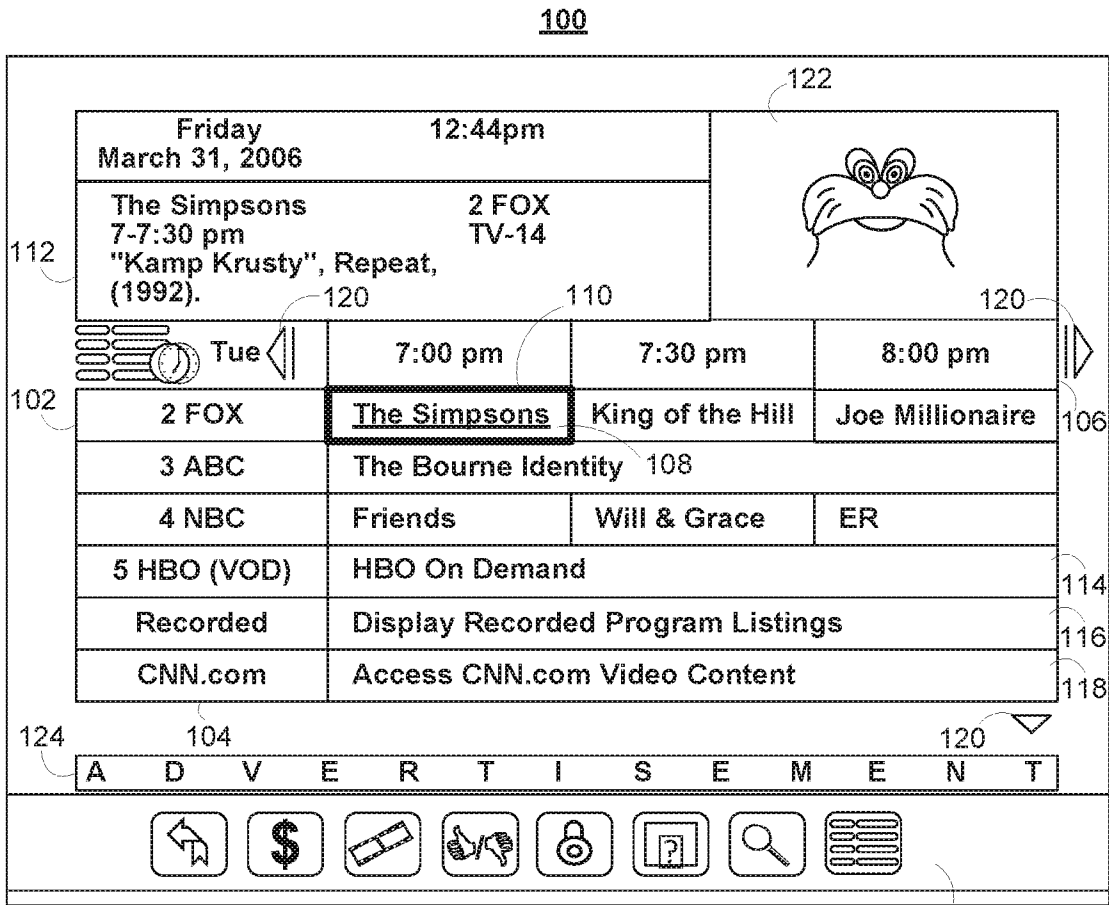 100
122
Friday 12:44pm
March 31, 2006
The Simpsons 2 FOX
7-7:30 pm TV-14
"Kamp Krusty", Repeat,
(1992).
112
120
110
120
Tue 7:00 pm 7:30 pm 8:00 pm
102
106
2 FOX The Simpsons King of the Hill Joe Millionaire
3 ABC The Bourne Identity
108
4 NBC Friends Will & Grace ER
5 HBO (VOD) HBO On Demand
114
Recorded Display Recorded Program Listings
116
CNN.com Access CNN.com Video Content
118
104
120
124
A D V E R T I S E M E N T
$
?